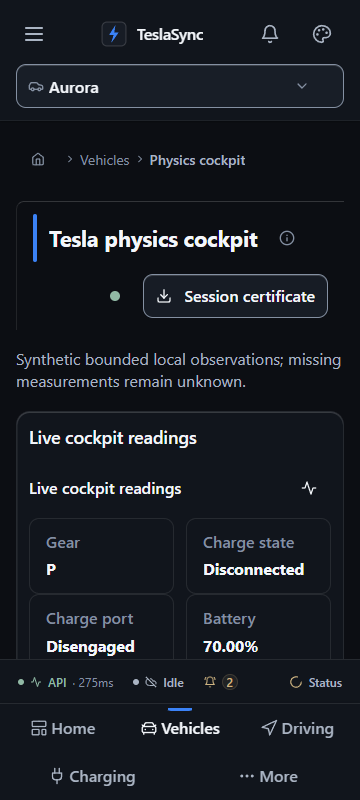 TeslaSync
Aurora
Vehicles
Physics cockpit
Tesla physics cockpit
Session certificate
Synthetic bounded local observations; missing
measurements remain unknown.
Live cockpit readings
Live cockpit readings
Gear
P
Charge state
Disconnected
Charge port
Disengaged
Battery
70.00%
API · 275ms
Idle
2
Status
Home
Vehicles
Driving
Charging
More